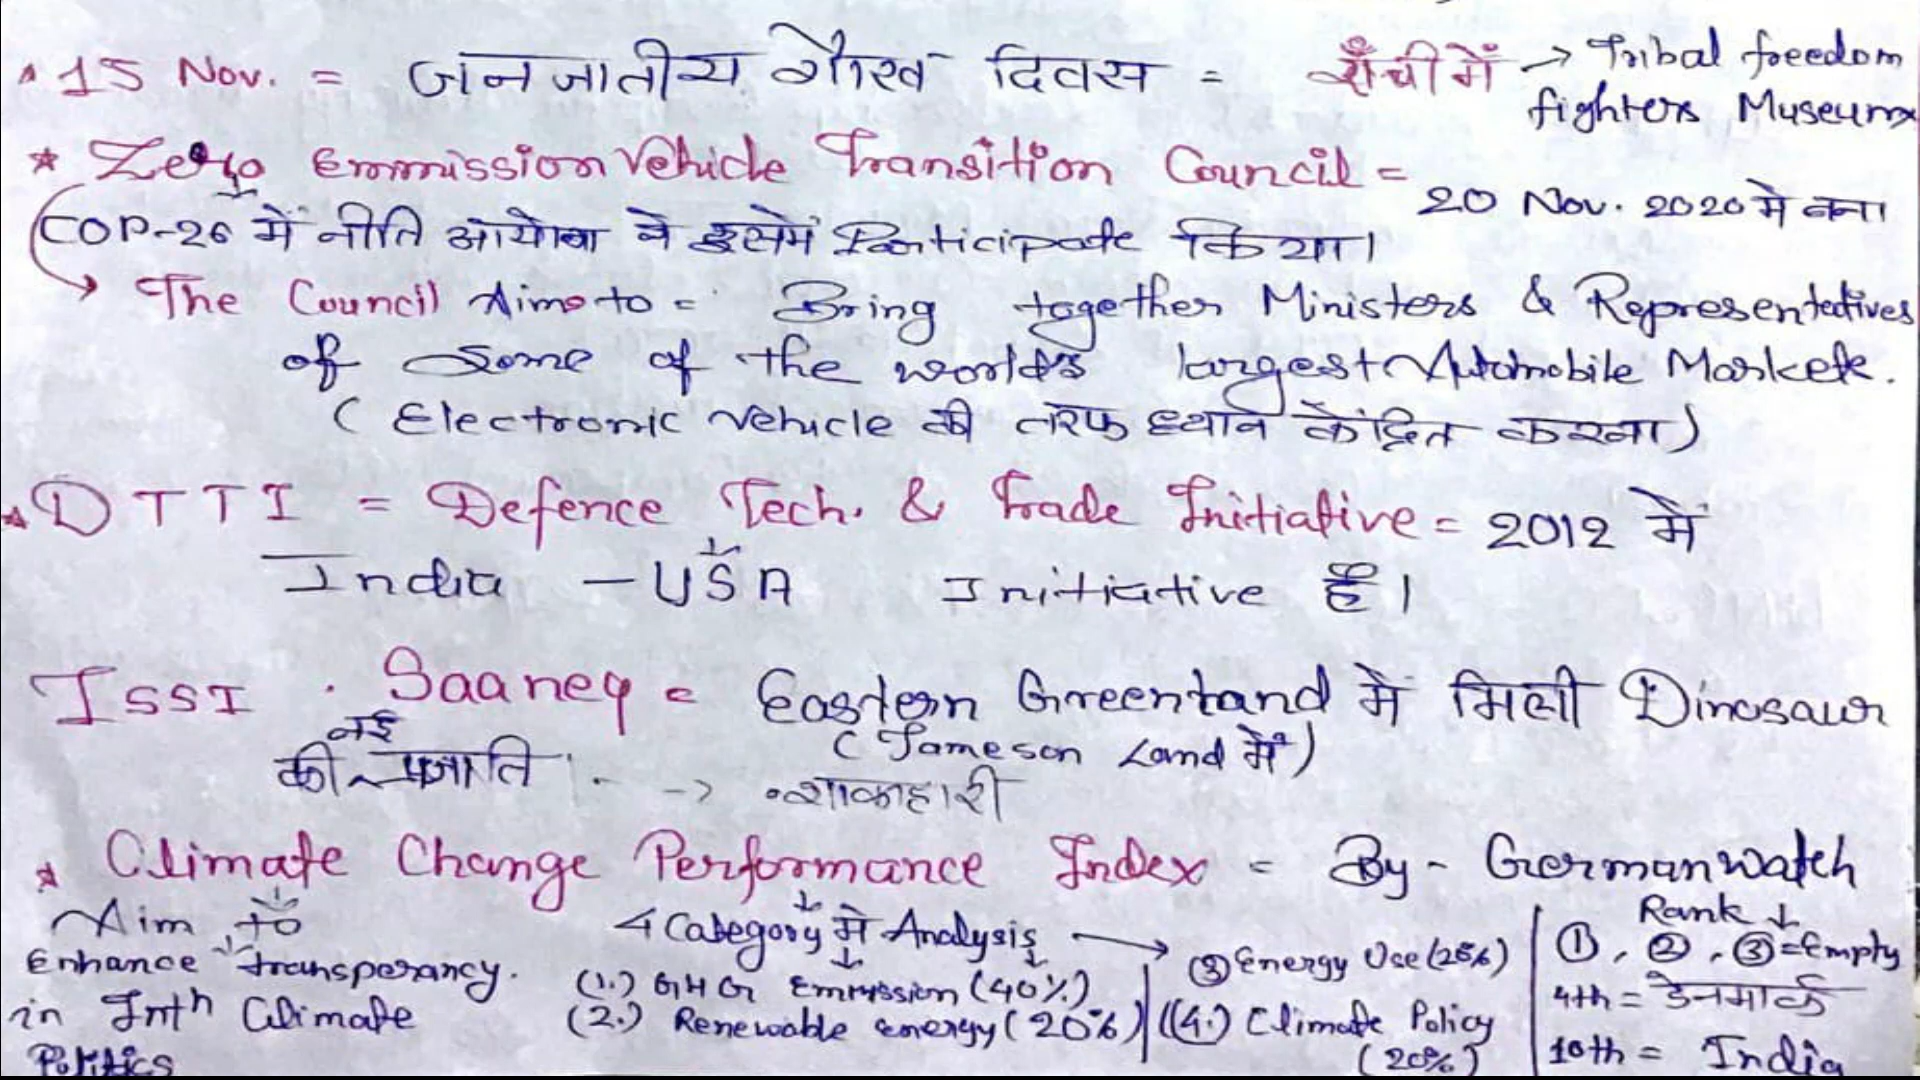 15 Nov. = जनजातीय गौरव दिवस = राँची में → Tribal freedom
fighters Museum
* Zero Emmission Vehicle Transition Council =
20 Nov. 2020 में बना
COP-26 में नीति आयोग ने इसमें Participate किया।
→ The Council Aims to = Bring together Ministers & Representatives
of Some of the world's largest Automobile Markets.
( Electronic Vehicle की तरफ ध्यान केंद्रित करना )
* DTTI = Defence Tech. & Trade Initiative = 2012 में
India - USA Initiative है।
ISSI Saaneq = Eastern Greenland में मिली Dinosaur
( Jameson Land में )
की नई प्रजाति । → शाकाहारी
* Climate Change Performance Index = By - Germanwatch
Aim to
Enhance transperancy.
in Intn Climate
Politics
4 Category में Analysis →
(1.) GHG Emmission (40%)
(2.) Renewable energy (20%)
(3) Energy Use (20%)
(4.) Climate Policy
(20%)
Rank ↓
1, 2, 3 = Empty
4th = डेनमार्क
10th = India